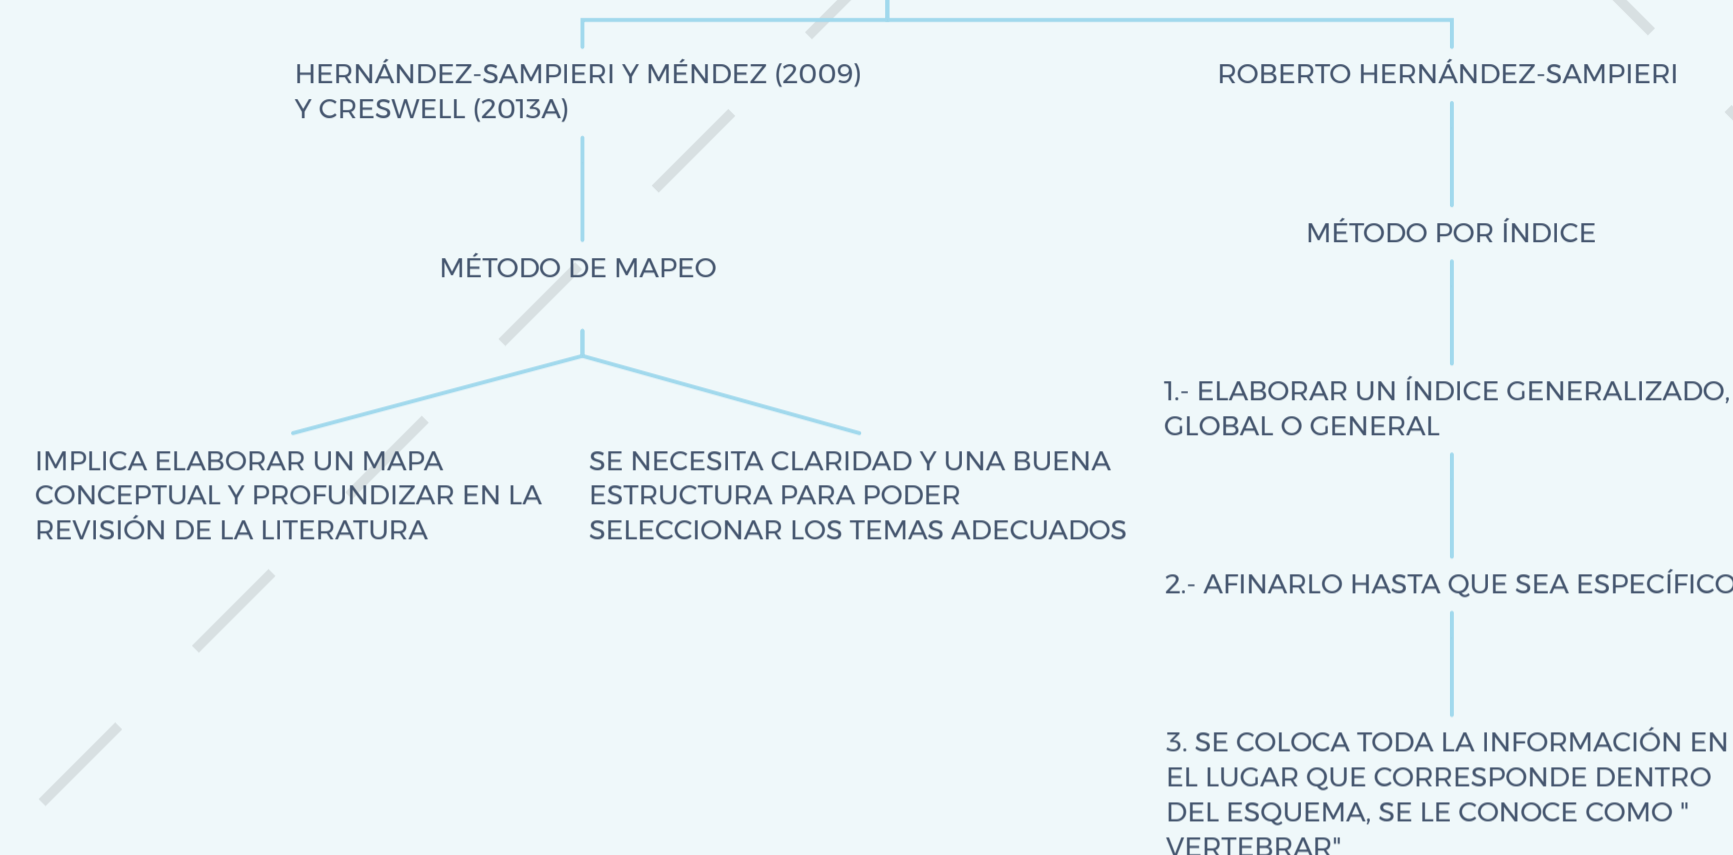 HERNÁNDEZ-SAMPIERI Y MÉNDEZ (2009)
Y CRESWELL (2013A)
MÉTODO DE MAPEO
IMPLICA ELABORAR UN MAPA
CONCEPTUAL Y PROFUNDIZAR EN LA
REVISIÓN DE LA LITERATURA
SE NECESITA CLARIDAD Y UNA BUENA
ESTRUCTURA PARA PODER
SELECCIONAR LOS TEMAS ADECUADOS
ROBERTO HERNÁNDEZ-SAMPIERI
MÉTODO POR ÍNDICE
1.- ELABORAR UN ÍNDICE GENERALIZADO,
GLOBAL O GENERAL
2.- AFINARLO HASTA QUE SEA ESPECÍFICO
3. SE COLOCA TODA LA INFORMACIÓN EN
EL LUGAR QUE CORRESPONDE DENTRO
DEL ESQUEMA, SE LE CONOCE COMO "
VERTEBRAR"